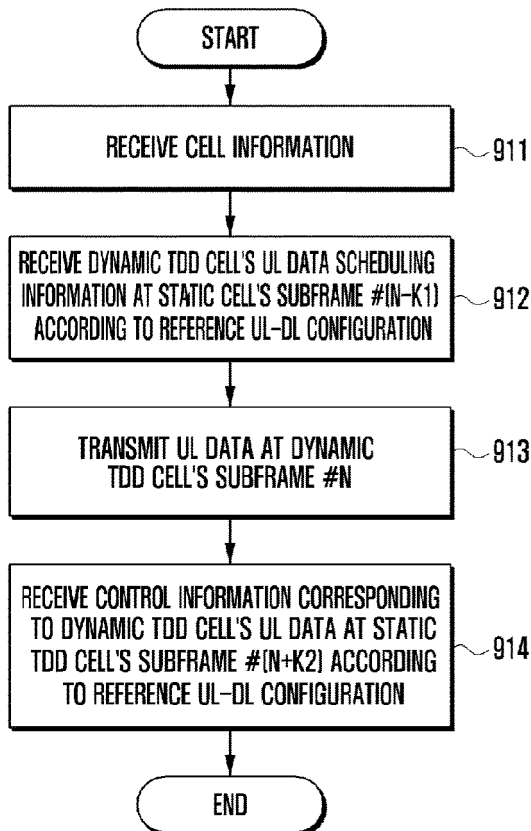 START
RECEIVE CELL INFORMATION
911
RECEIVE DYNAMIC TDD CELL'S UL DATA SCHEDULING
INFORMATION AT STATIC CELL'S SUBFRAME #(N-K1)
ACCORDING TO REFERENCE UL-DL CONFIGURATION
912
TRANSMIT UL DATA AT DYNAMIC
TDD CELL'S SUBFRAME #N
913
RECEIVE CONTROL INFORMATION CORRESPONDING
TO DYNAMIC TDD CELL'S UL DATA AT STATIC
TDD CELL'S SUBFRAME #(N+K2) ACCORDING
TO REFERENCE UL-DL CONFIGURATION
914
END